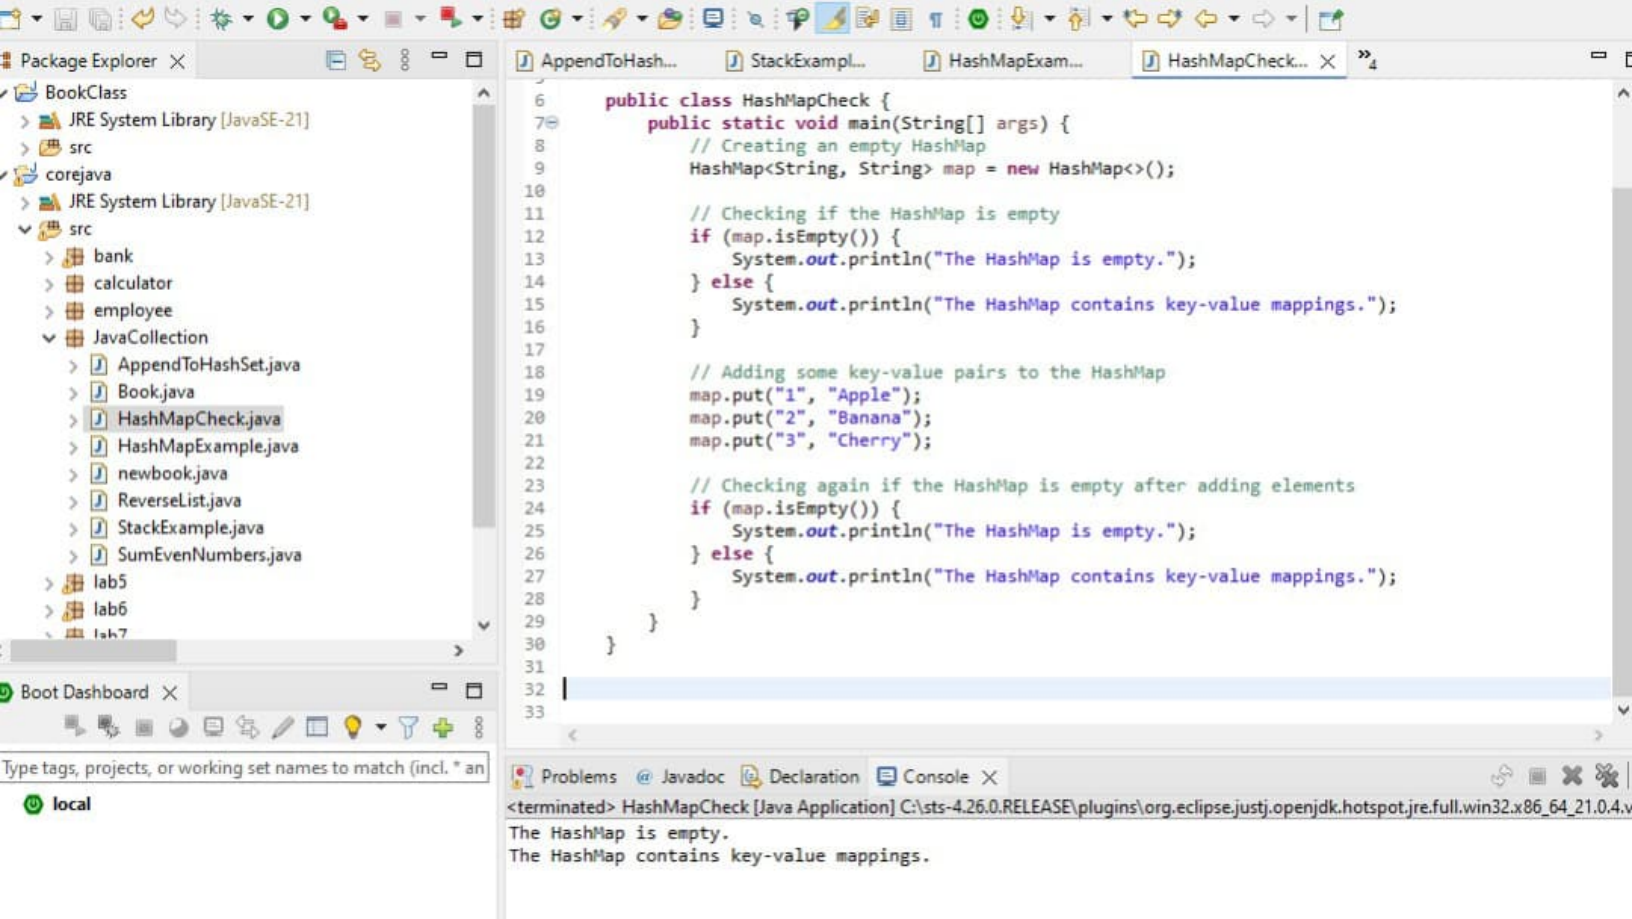 Package Explorer
BookClass
JRE System Library [JavaSE-21]
src
corejava
JRE System Library [JavaSE-21]
src
bank
calculator
employee
JavaCollection
AppendToHashSet.java
Book.java
HashMapCheck.java
HashMapExample.java
newbook.java
ReverseList.java
StackExample.java
SumEvenNumbers.java
lab5
lab6
lab7
Boot Dashboard
Type tags, projects, or working set names to match (incl. * an
local
AppendToHash... StackExampl... HashMapExam... HashMapCheck... »4
6 public class HashMapCheck {
7 public static void main(String[] args) {
8 // Creating an empty HashMap
9 HashMap<String, String> map = new HashMap<>();
10
11 // Checking if the HashMap is empty
12 if (map.isEmpty()) {
13 System.out.println("The HashMap is empty.");
14 } else {
15 System.out.println("The HashMap contains key-value mappings.");
16 }
17
18 // Adding some key-value pairs to the HashMap
19 map.put("1", "Apple");
20 map.put("2", "Banana");
21 map.put("3", "Cherry");
22
23 // Checking again if the HashMap is empty after adding elements
24 if (map.isEmpty()) {
25 System.out.println("The HashMap is empty.");
26 } else {
27 System.out.println("The HashMap contains key-value mappings.");
28 }
29 }
30 }
31
32
33
Problems @ Javadoc Declaration Console
<terminated> HashMapCheck [Java Application] C:\sts-4.26.0.RELEASE\plugins\org.eclipse.justj.openjdk.hotspot.jre.full.win32.x86_64_21.0.4.v
The HashMap is empty.
The HashMap contains key-value mappings.